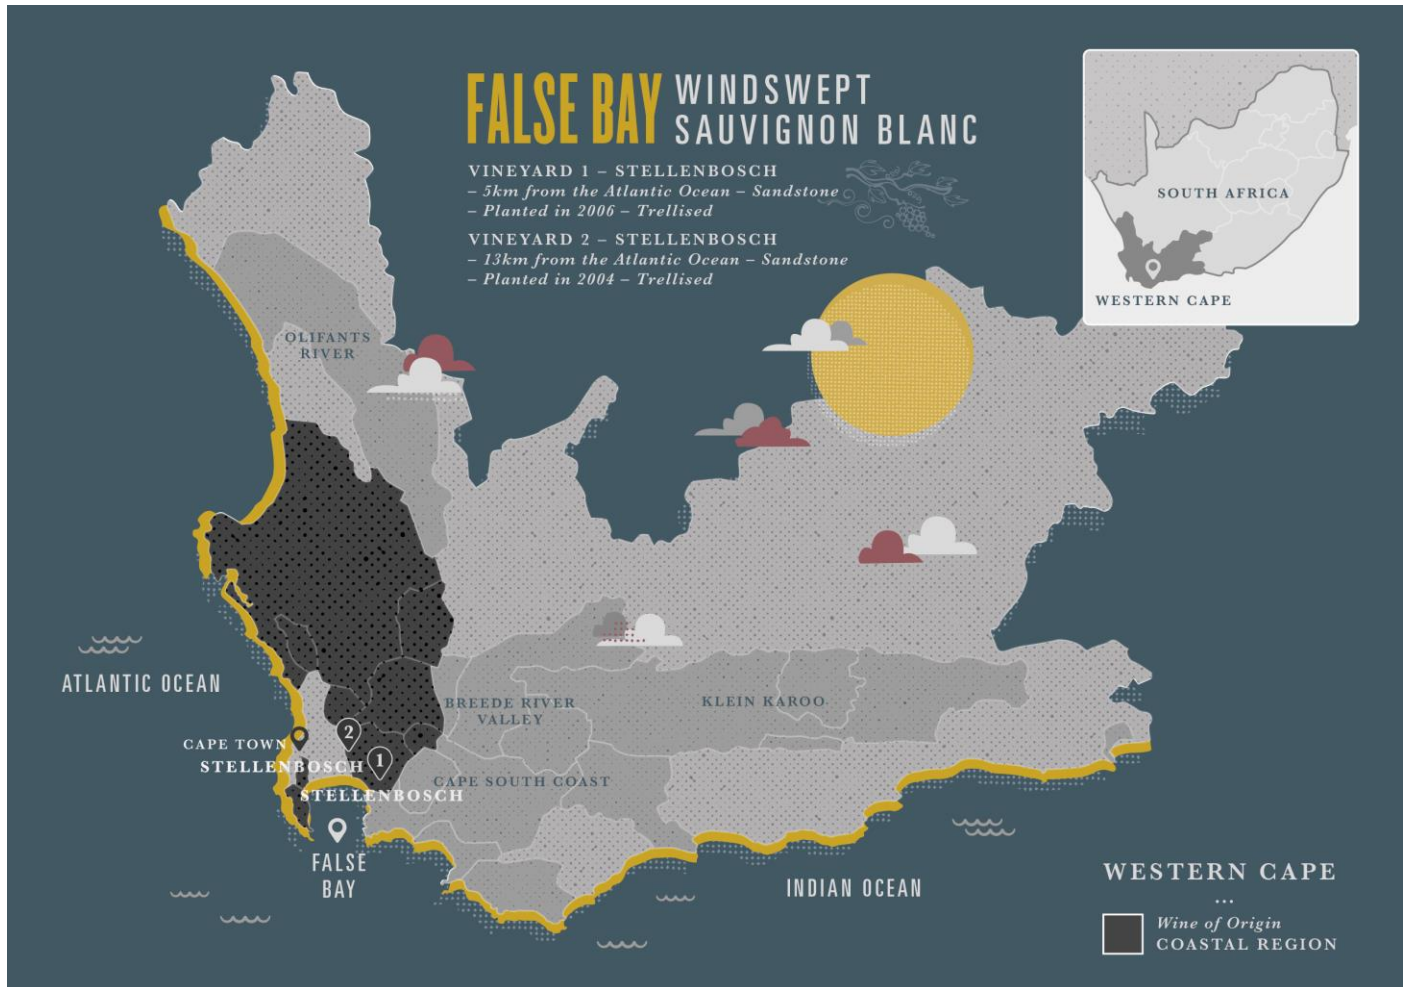 FALSE BAY WINDSWEPT
SAUVIGNON BLANC
VINEYARD 1 – STELLENBOSCH
– 5km from the Atlantic Ocean – Sandstone
– Planted in 2006 – Trellised
VINEYARD 2 – STELLENBOSCH
– 13km from the Atlantic Ocean – Sandstone
– Planted in 2004 – Trellised
SOUTH AFRICA
WESTERN CAPE
OLIFANTS
RIVER
ATLANTIC OCEAN
BREEDE RIVER
VALLEY
KLEIN KAROO
2
CAPE TOWN
1
STELLENBOSCH
CAPE SOUTH COAST
STELLENBOSCH
FALSE
BAY
INDIAN OCEAN
WESTERN CAPE
...
Wine of Origin
COASTAL REGION